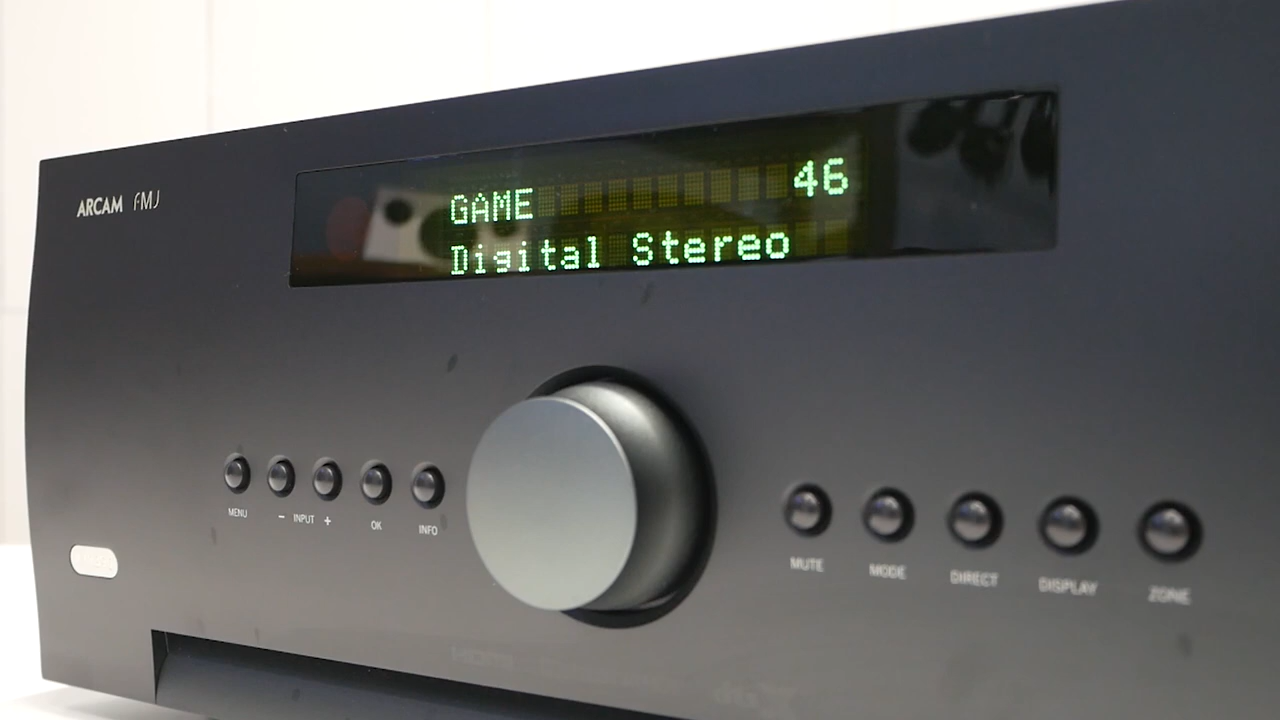 ARCAM FMJ
GAME 46
Digital Stereo
MENU − INPUT + OK INFO
MUTE MODE DIRECT DISPLAY ZONE